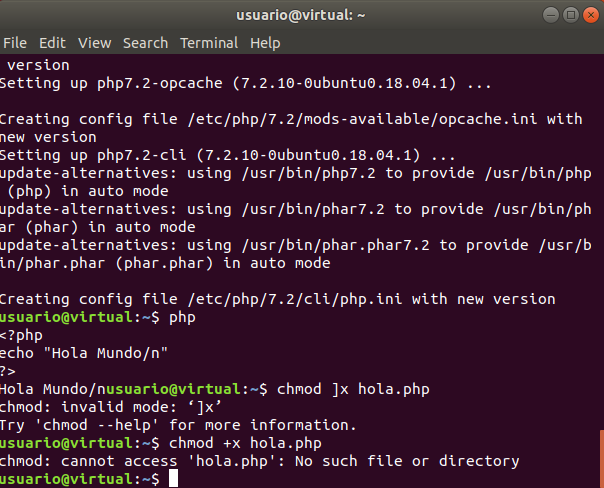 usuario@virtual: ~
File Edit View Search Terminal Help
 version
Setting up php7.2-opcache (7.2.10-0ubuntu0.18.04.1) ...

Creating config file /etc/php/7.2/mods-available/opcache.ini with
new version
Setting up php7.2-cli (7.2.10-0ubuntu0.18.04.1) ...
update-alternatives: using /usr/bin/php7.2 to provide /usr/bin/php
 (php) in auto mode
update-alternatives: using /usr/bin/phar7.2 to provide /usr/bin/ph
ar (phar) in auto mode
update-alternatives: using /usr/bin/phar.phar7.2 to provide /usr/b
in/phar.phar (phar.phar) in auto mode

Creating config file /etc/php/7.2/cli/php.ini with new version
usuario@virtual:~$ php
<?php
echo "Hola Mundo/n"
?>
Hola Mundo/nusuario@virtual:~$ chmod ]x hola.php
chmod: invalid mode: ‘]x’
Try 'chmod --help' for more information.
usuario@virtual:~$ chmod +x hola.php
chmod: cannot access 'hola.php': No such file or directory
usuario@virtual:~$